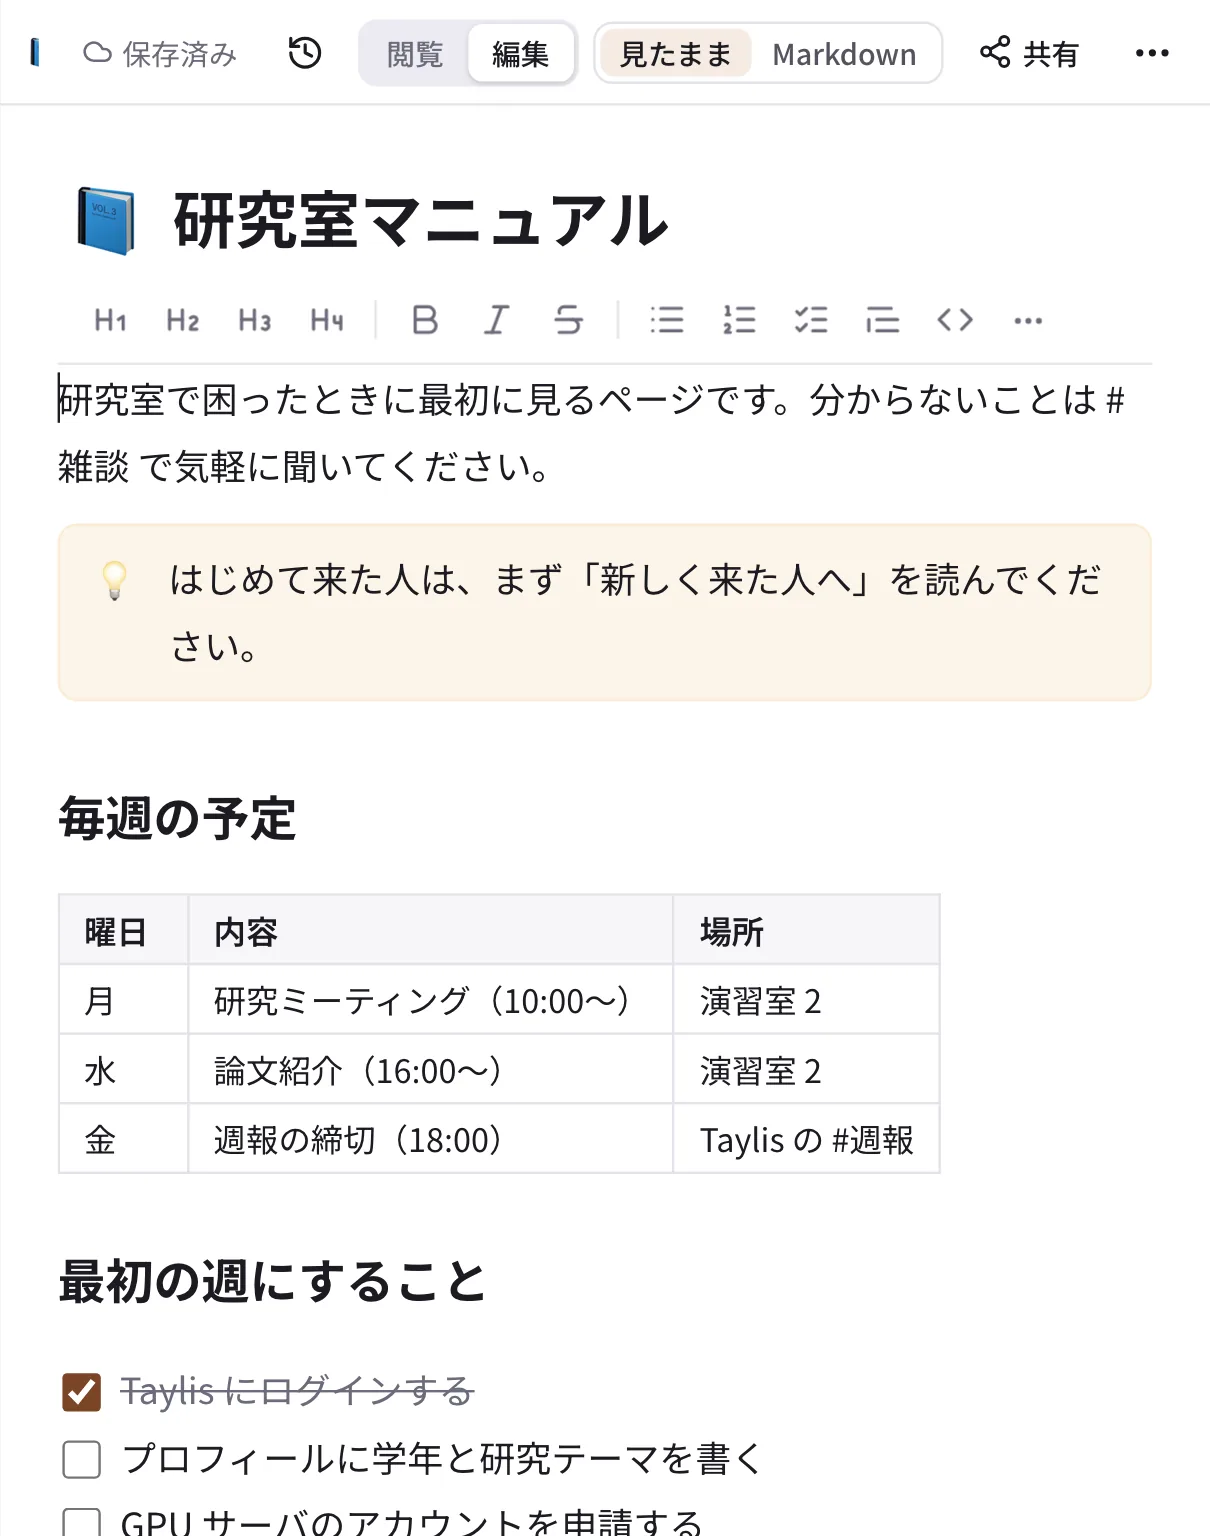 保存済み
閲覧 編集
見たまま Markdown
共有
研究室マニュアル
H1 H2 H3 H4 B I S
研究室で困ったときに最初に見るページです。分からないことは #
雑談 で気軽に聞いてください。
はじめて来た人は、まず「新しく来た人へ」を読んでくだ
さい。
毎週の予定
曜日 内容 場所
月 研究ミーティング（10:00〜） 演習室 2
水 論文紹介（16:00〜） 演習室 2
金 週報の締切（18:00） Taylis の #週報
最初の週にすること
Taylis にログインする
プロフィールに学年と研究テーマを書く
GPU サーバのアカウントを申請する